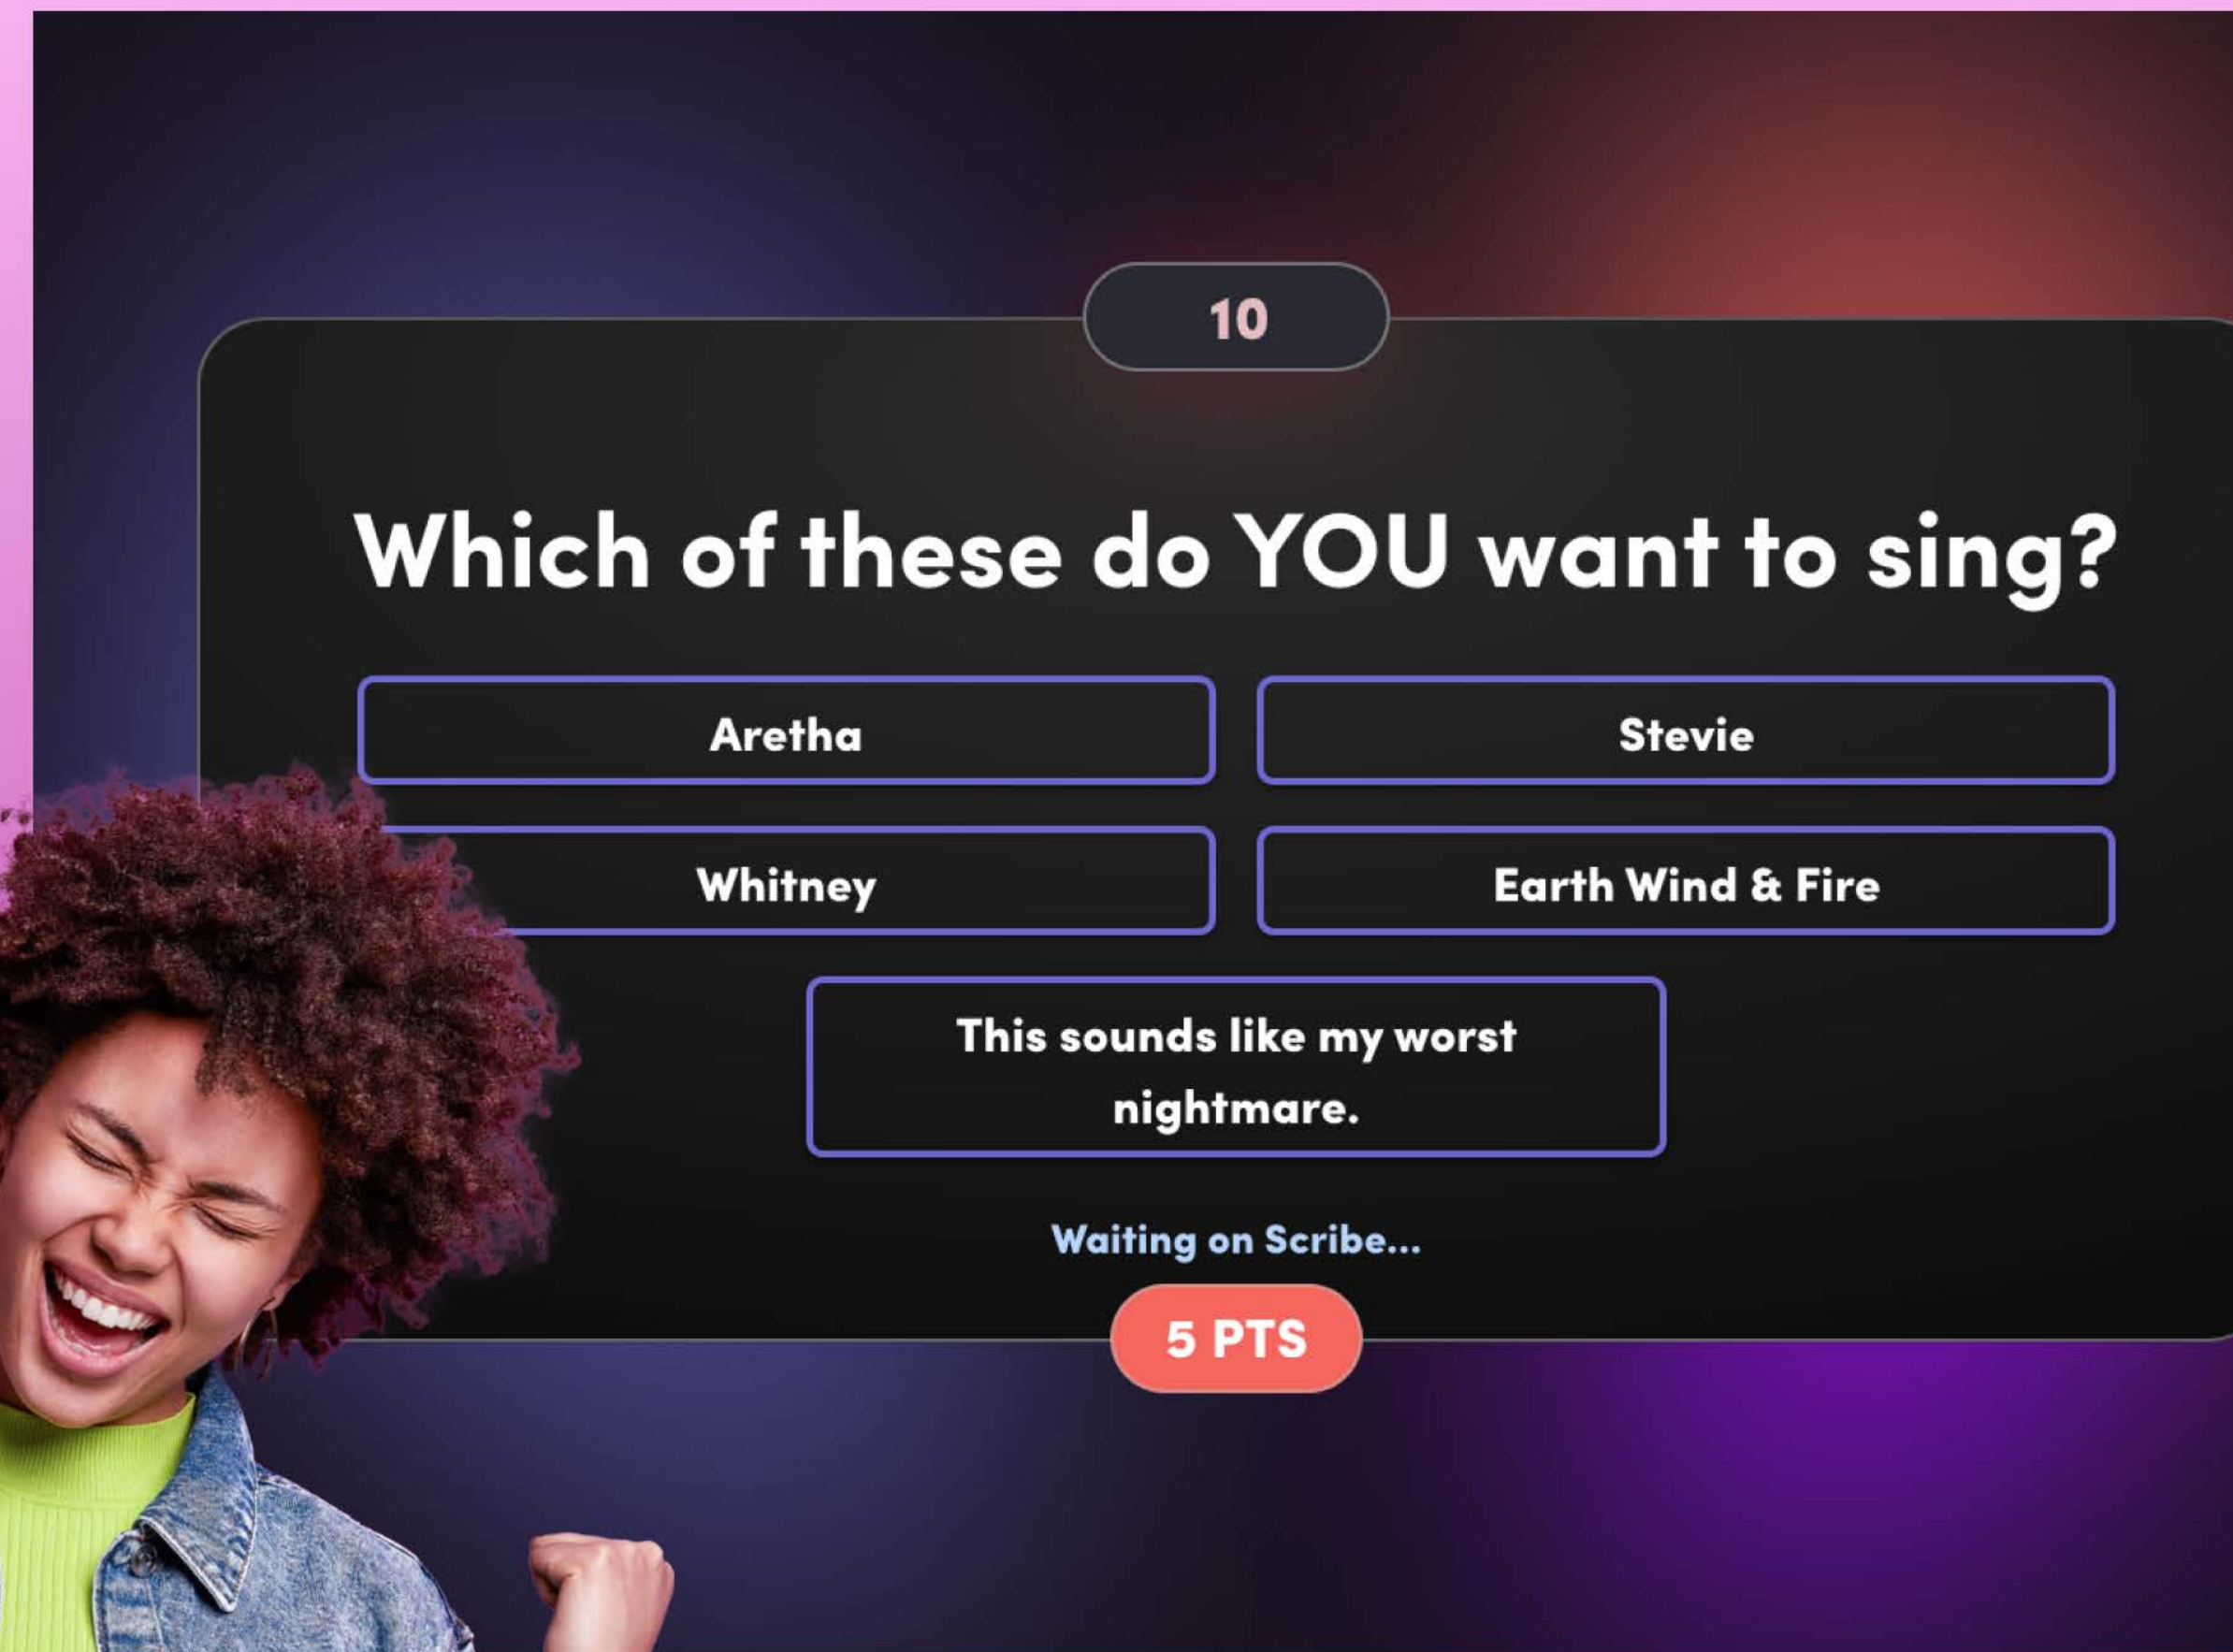 10
Which of these do YOU want to sing?
Aretha
Stevie
Whitney
Earth Wind & Fire
This sounds like my worst
nightmare.
Waiting on Scribe...
5 PTS